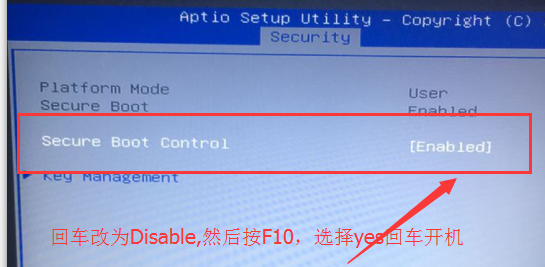 Aptio Setup Utility - Copyright (C)
Security
Platform Mode User
Secure Boot Enabled
Secure Boot Control [Enabled]
Key Management
回车改为Disable,然后按F10，选择yes回车开机